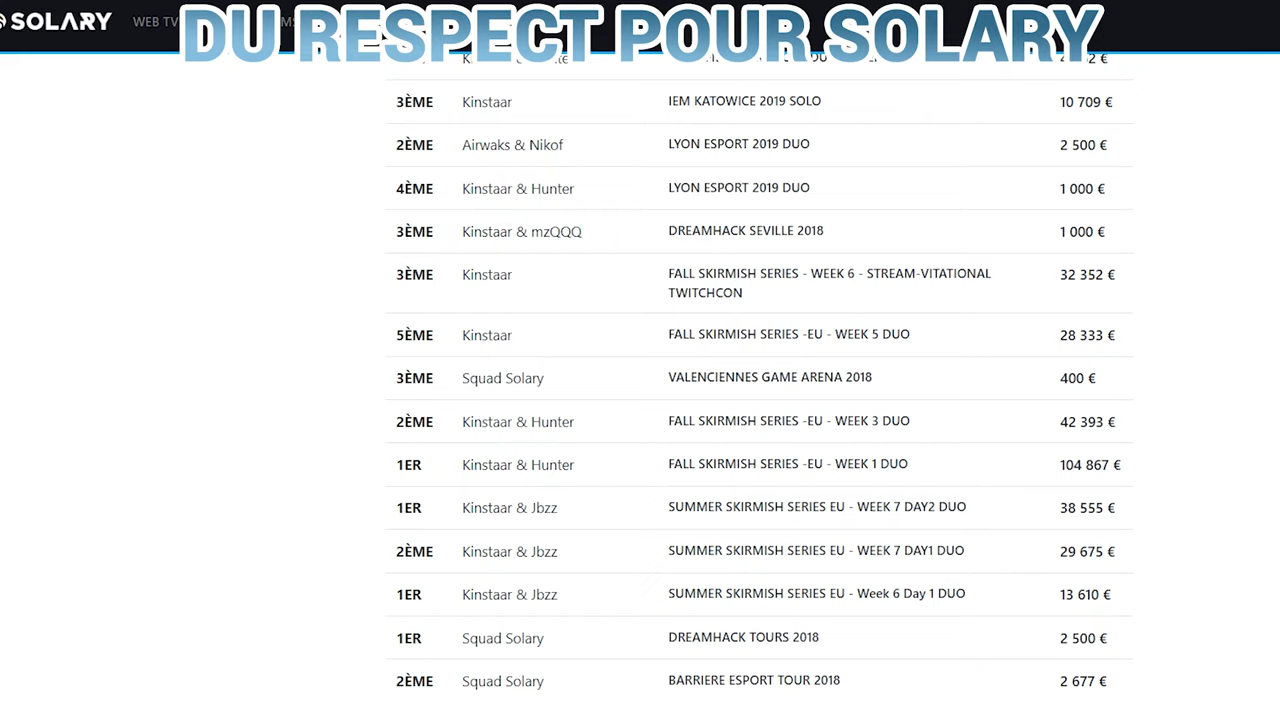 SOLARY WEB TV
DU RESPECT POUR SOLARY
3ÈME Kinstaar IEM KATOWICE 2019 SOLO 10 709 €
2ÈME Airwaks & Nikof LYON ESPORT 2019 DUO 2 500 €
4ÈME Kinstaar & Hunter LYON ESPORT 2019 DUO 1 000 €
3ÈME Kinstaar & mzQQQ DREAMHACK SEVILLE 2018 1 000 €
3ÈME Kinstaar FALL SKIRMISH SERIES - WEEK 6 - STREAM-VITATIONAL 32 352 €
TWITCHCON
5ÈME Kinstaar FALL SKIRMISH SERIES -EU - WEEK 5 DUO 28 333 €
3ÈME Squad Solary VALENCIENNES GAME ARENA 2018 400 €
2ÈME Kinstaar & Hunter FALL SKIRMISH SERIES -EU - WEEK 3 DUO 42 393 €
1ER Kinstaar & Hunter FALL SKIRMISH SERIES -EU - WEEK 1 DUO 104 867 €
1ER Kinstaar & Jbzz SUMMER SKIRMISH SERIES EU - WEEK 7 DAY2 DUO 38 555 €
2ÈME Kinstaar & Jbzz SUMMER SKIRMISH SERIES EU - WEEK 7 DAY1 DUO 29 675 €
1ER Kinstaar & Jbzz SUMMER SKIRMISH SERIES EU - Week 6 Day 1 DUO 13 610 €
1ER Squad Solary DREAMHACK TOURS 2018 2 500 €
2ÈME Squad Solary BARRIERE ESPORT TOUR 2018 2 677 €